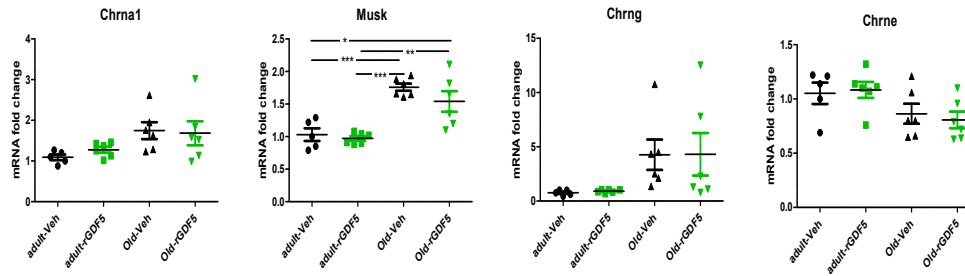 Chrna1
mRNA fold change
4
3
2
1
0
adult-Veh
adult-rGDF5
Old-Veh
Old-rGDF5
Musk
mRNA fold change
2.5
2.0
1.5
1.0
0.5
0.0
*
**
***
***
adult-Veh
adult-rGDF5
Old-Veh
Old-rGDF5
Chrng
mRNA fold change
15
10
5
0
adult-Veh
adult-rGDF5
Old-Veh
Old-rGDF5
Chrne
mRNA fold change
1.5
1.0
0.5
0.0
adult-Veh
adult-rGDF5
Old-Veh
Old-rGDF5